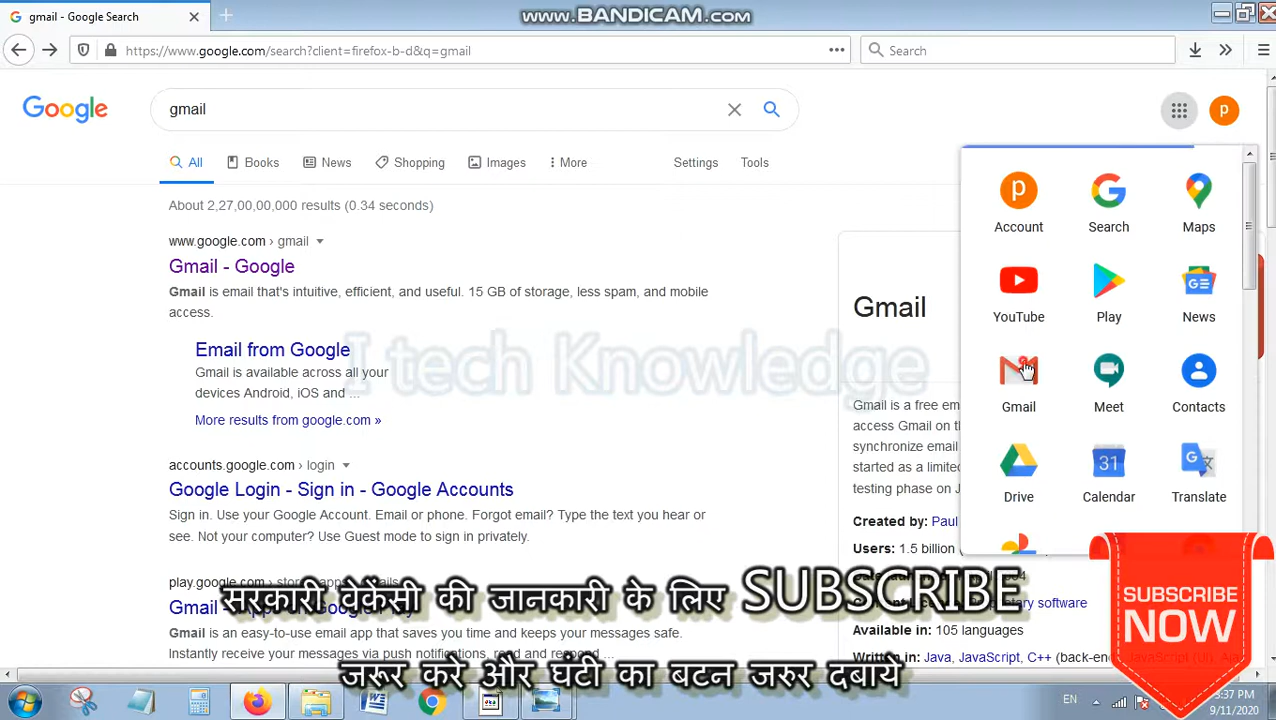 gmail - Google Search
www.BANDICAM.com
https://www.google.com/search?client=firefox-b-d&q=gmail
Search
Google
gmail
p
All
Books
News
Shopping
Images
More
Settings
Tools
About 2,27,00,00,000 results (0.34 seconds)
www.google.com › gmail
Gmail - Google
Gmail is email that's intuitive, efficient, and useful. 15 GB of storage, less spam, and mobile
access.
Email from Google
Gmail is available across all your
devices Android, iOS and ...
More results from google.com »
accounts.google.com › login
Google Login - Sign in - Google Accounts
Sign in. Use your Google Account. Email or phone. Forgot email? Type the text you hear or
see. Not your computer? Use Guest mode to sign in privately.
play.google.com › store
Gmail
Gmail is an easy-to-use email app that saves you time and keeps your messages safe.
Instantly receive your messages via push notifications, read and respond ...
I tech Knowledge
Gmail
Gmail is a free em
access Gmail on th
synchronize email
started as a limited
testing phase on J
Created by: Paul
Users: 1.5 billion
Available in: 105 languages
Written in: Java, JavaScript, C++ (back-end
p
Account
Search
Maps
YouTube
Play
GE
News
Gmail
Meet
Contacts
Drive
31
Calendar
G
Translate
सरकारी वेकेंसी की जानकारी के लिए SUBSCRIBE
जरूर करे और घंटी का बटन जरुर दबाये
SUBSCRIBE
NOW
EN
3:37 PM
9/11/2020